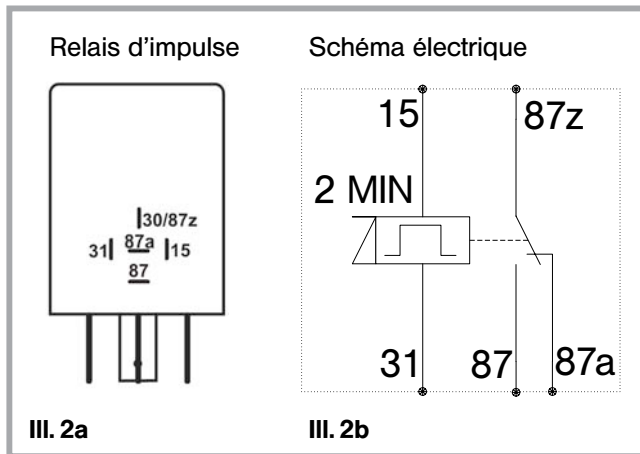 Relais d'impulse
30/87z
31 87a 15
87
Ill. 2a
Schéma électrique
15 87z
2 MIN
31 87 87a
Ill. 2b